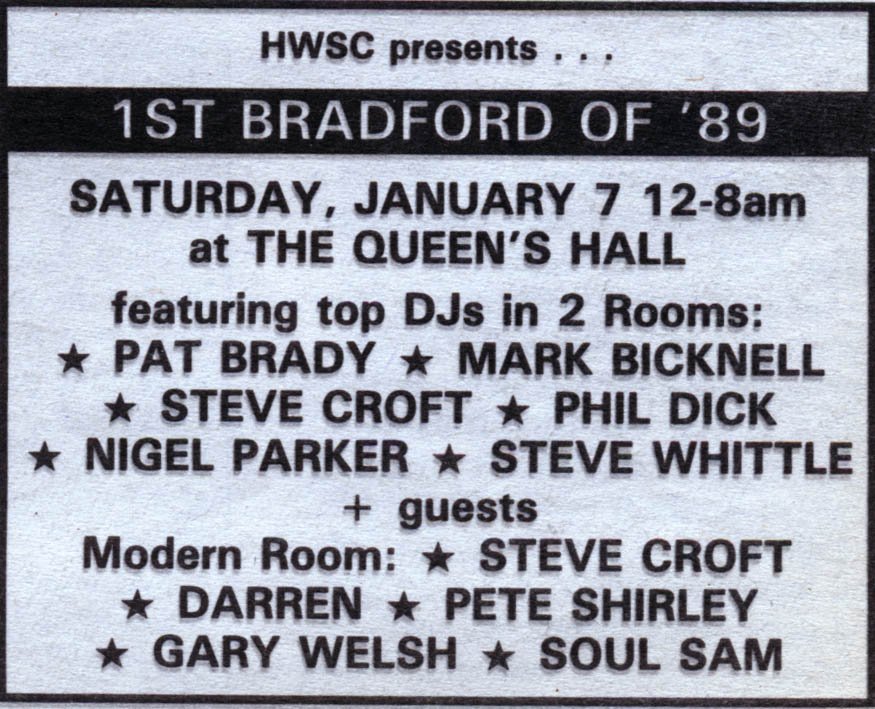 HWSC presents . . .
1ST BRADFORD OF '89
SATURDAY, JANUARY 7 12-8am
at THE QUEEN'S HALL
featuring top DJs in 2 Rooms:
★ PAT BRADY ★ MARK BICKNELL
★ STEVE CROFT ★ PHIL DICK
★ NIGEL PARKER ★ STEVE WHITTLE
+ guests
Modern Room: ★ STEVE CROFT
★ DARREN ★ PETE SHIRLEY
★ GARY WELSH ★ SOUL SAM